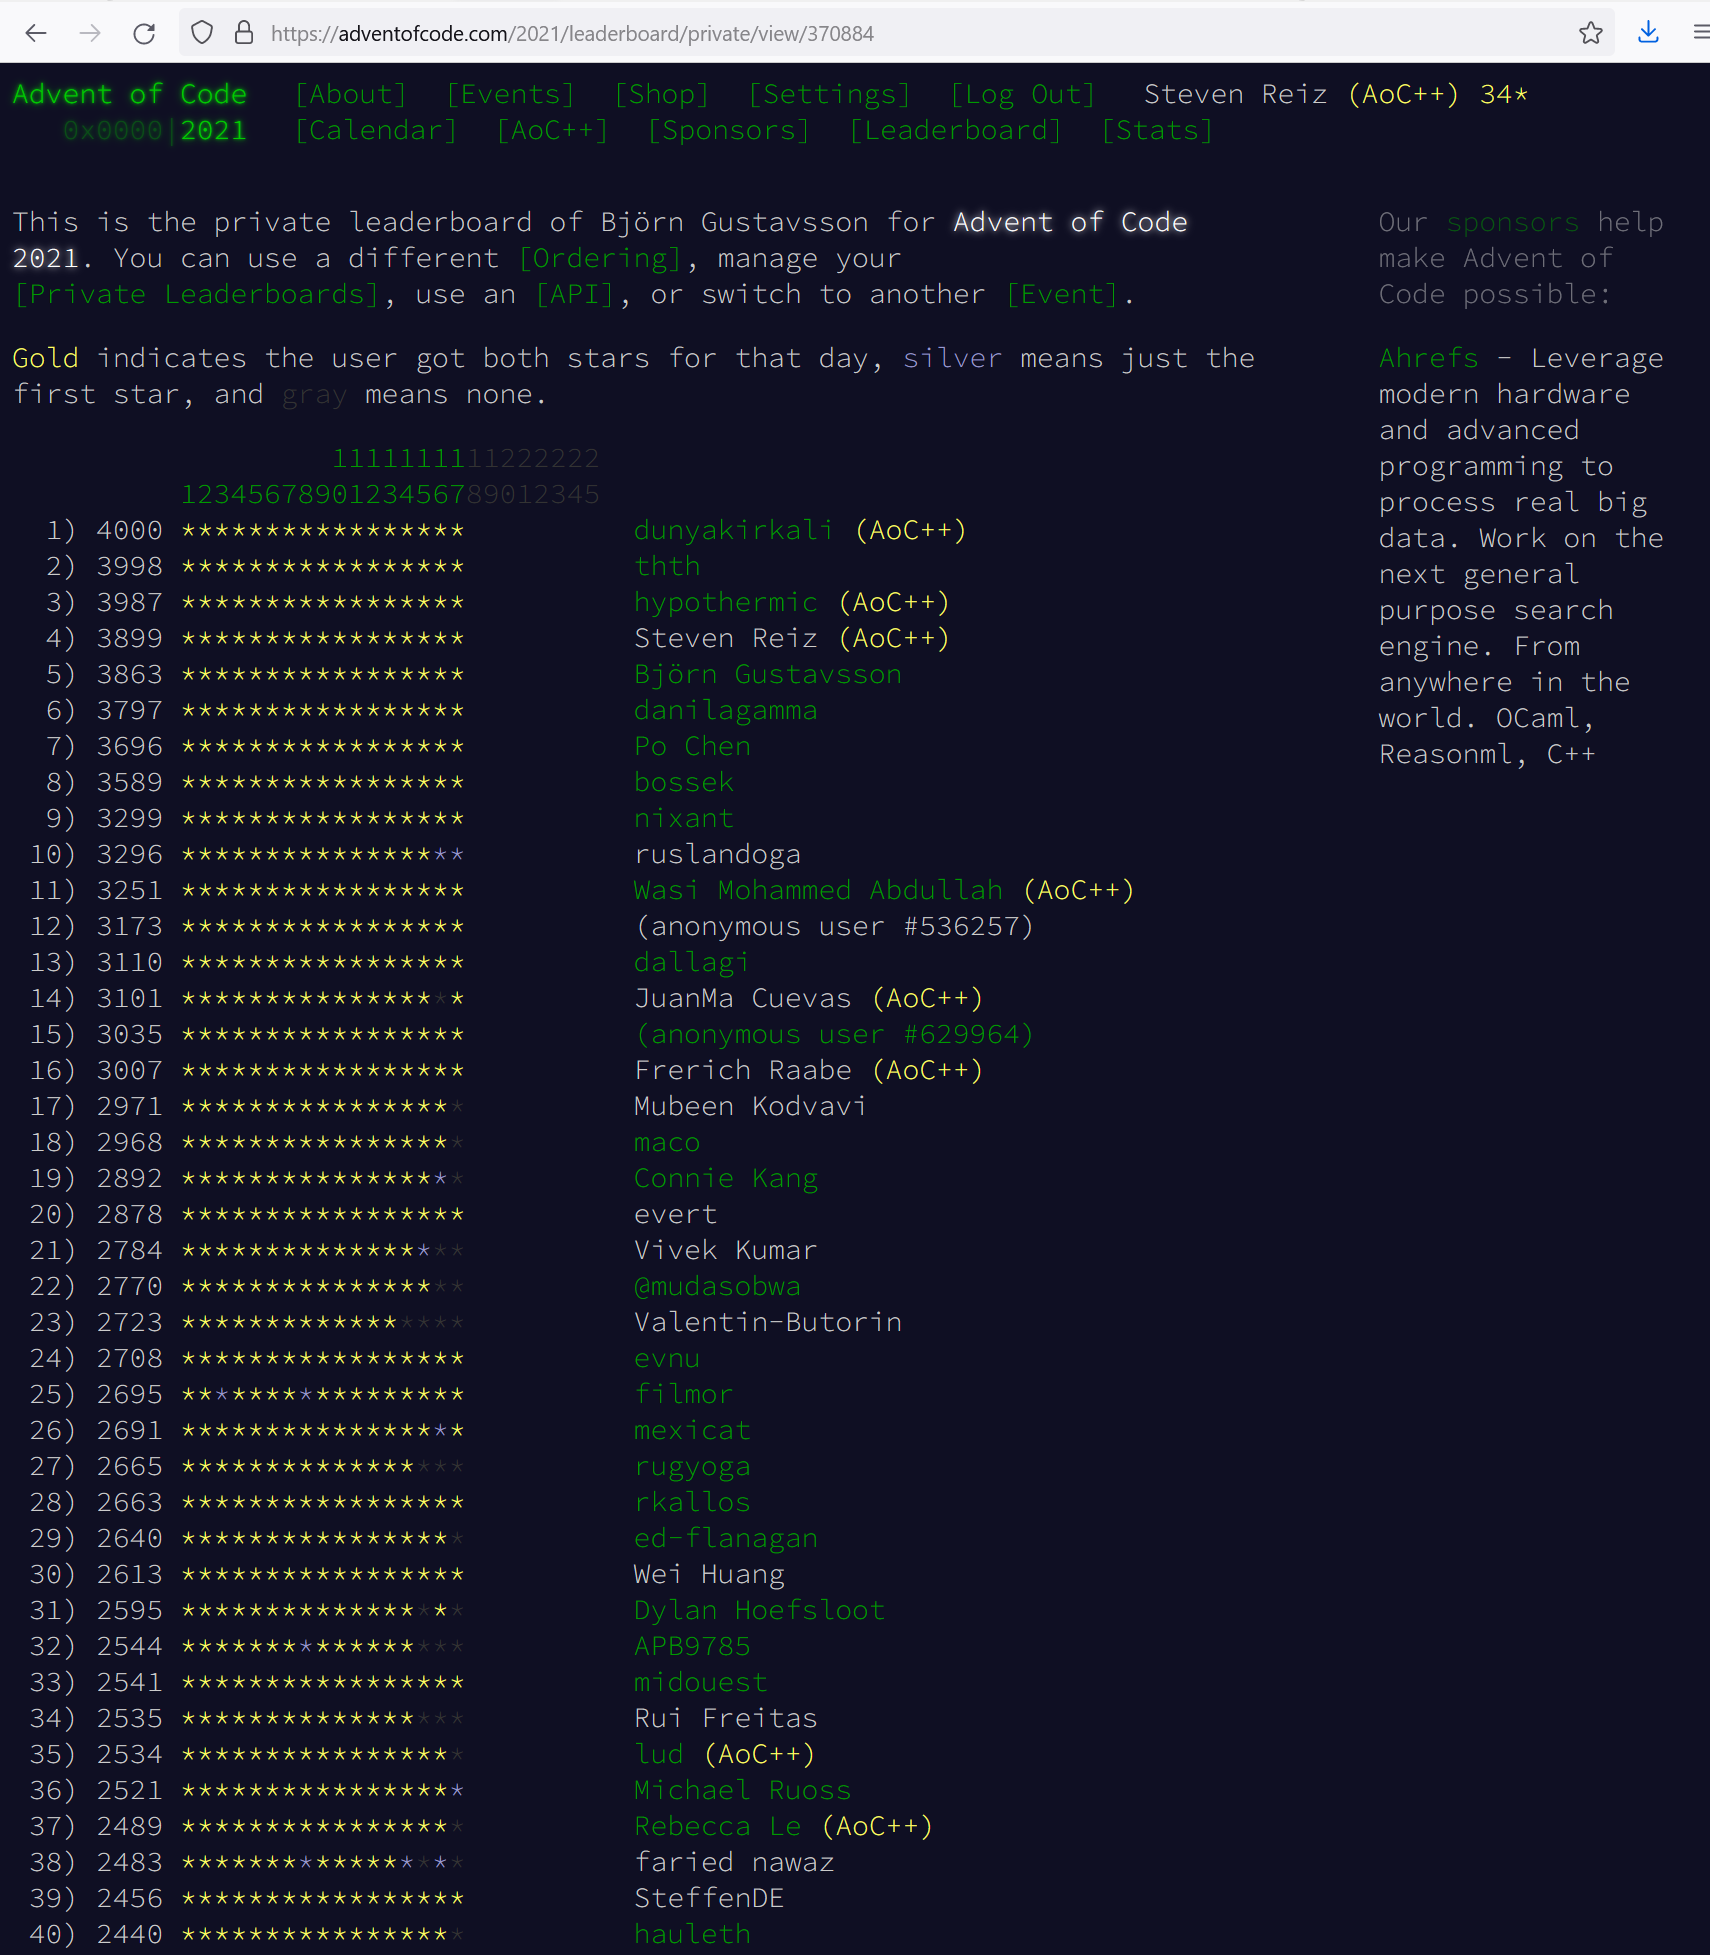 https://adventofcode.com/2021/leaderboard/private/view/370884
Advent of Code [About] [Events] [Shop] [Settings] [Log Out] Steven Reiz (AoC++) 34*
0x0000|2021 [Calendar] [AoC++] [Sponsors] [Leaderboard] [Stats]
This is the private leaderboard of Björn Gustavsson for Advent of Code
2021. You can use a different [Ordering], manage your
[Private Leaderboards], use an [API], or switch to another [Event].
Gold indicates the user got both stars for that day, silver means just the
first star, and gray means none.
1111111111222222
1234567890123456789012345
1) 4000 ***************** dunyakirkali (AoC++)
2) 3998 ***************** thth
3) 3987 ***************** hypothermic (AoC++)
4) 3899 ***************** Steven Reiz (AoC++)
5) 3863 ***************** Björn Gustavsson
6) 3797 ***************** danilagamma
7) 3696 ***************** Po Chen
8) 3589 ***************** bossek
9) 3299 ***************** nixant
10) 3296 ***************** ruslandoga
11) 3251 ***************** Wasi Mohammed Abdullah (AoC++)
12) 3173 ***************** (anonymous user #536257)
13) 3110 ***************** dallagi
14) 3101 ***************** JuanMa Cuevas (AoC++)
15) 3035 ***************** (anonymous user #629964)
16) 3007 ***************** Frerich Raabe (AoC++)
17) 2971 ***************** Mubeen Kodvavi
18) 2968 ***************** maco
19) 2892 ***************** Connie Kang
20) 2878 ***************** evert
21) 2784 ***************** Vivek Kumar
22) 2770 ***************** @mudasobwa
23) 2723 ***************** Valentin-Butorin
24) 2708 ***************** evnu
25) 2695 ***************** filmor
26) 2691 ***************** mexicat
27) 2665 ***************** rugyoga
28) 2663 ***************** rkallos
29) 2640 ***************** ed-flanagan
30) 2613 ***************** Wei Huang
31) 2595 ***************** Dylan Hoefsloot
32) 2544 ***************** APB9785
33) 2541 ***************** midouest
34) 2535 ***************** Rui Freitas
35) 2534 ***************** lud (AoC++)
36) 2521 ***************** Michael Ruoss
37) 2489 ***************** Rebecca Le (AoC++)
38) 2483 ***************** faried nawaz
39) 2456 ***************** SteffenDE
40) 2440 ***************** hauleth
Our sponsors help
make Advent of
Code possible:
Ahrefs - Leverage
modern hardware
and advanced
programming to
process real big
data. Work on the
next general
purpose search
engine. From
anywhere in the
world. OCaml,
Reasonml, C++